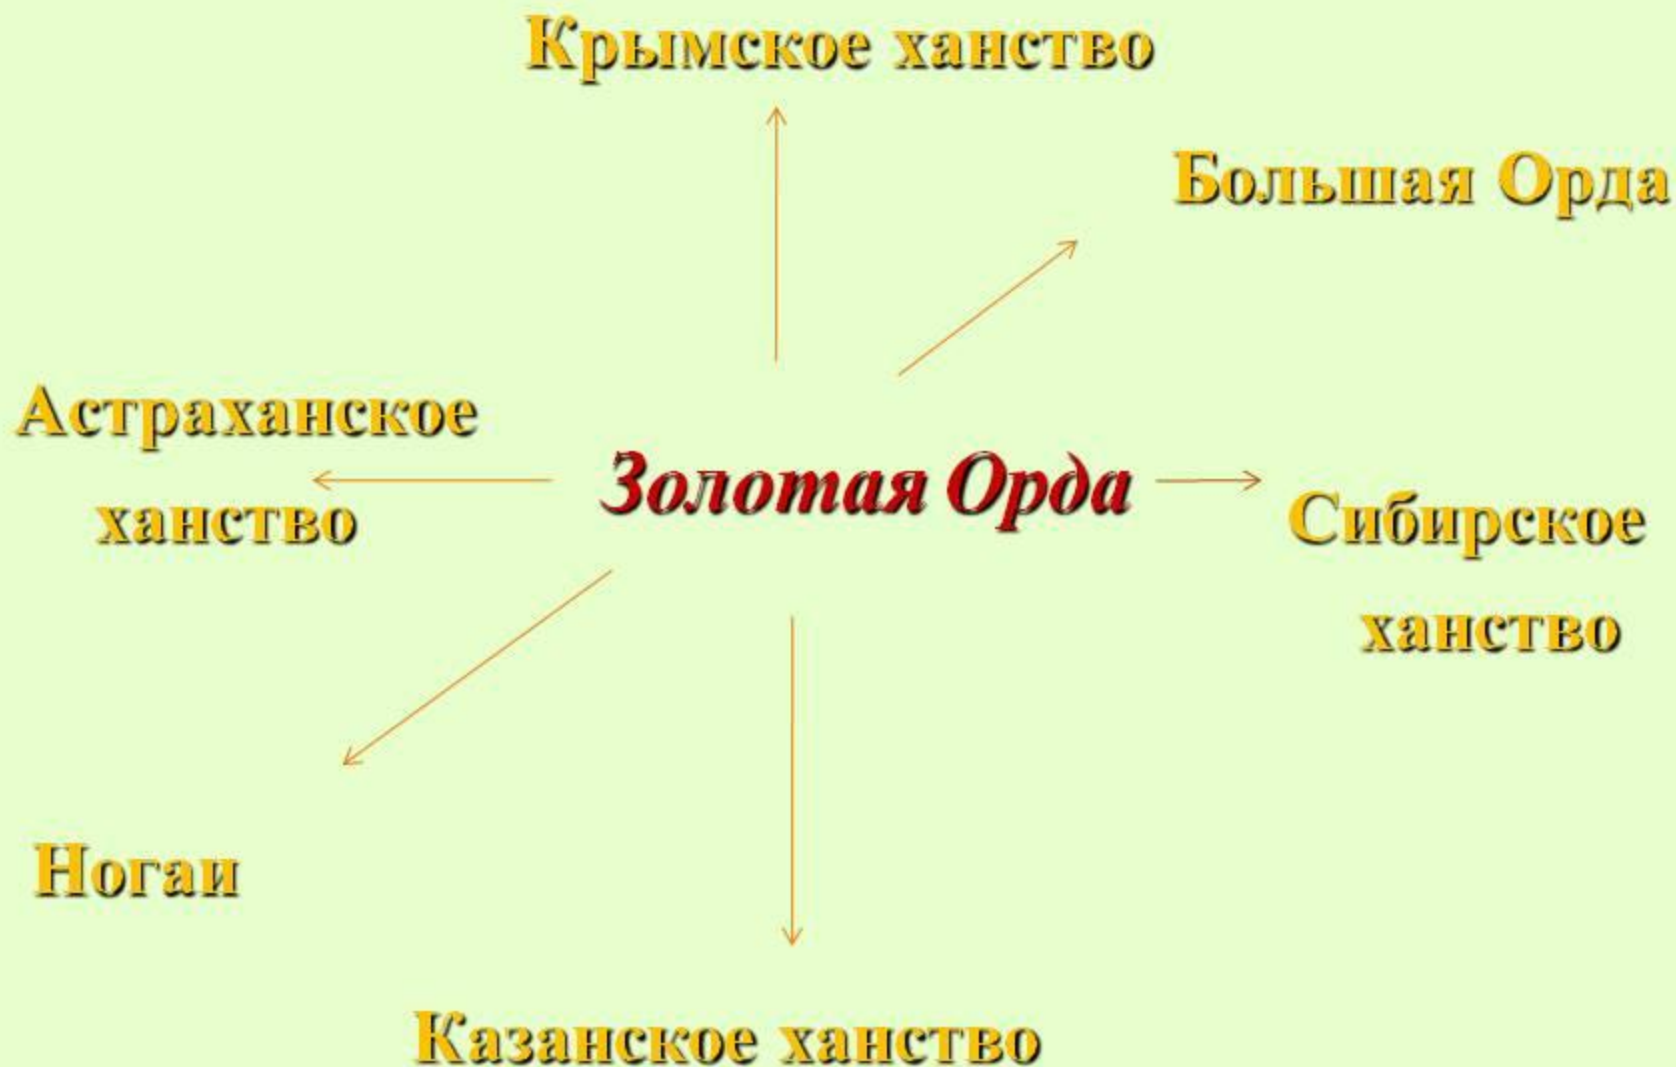 Крымское ханство
Большая Орда
Астраханское
ханство
Золотая Орда
Сибирское
ханство
Ногаи
Казанское ханство